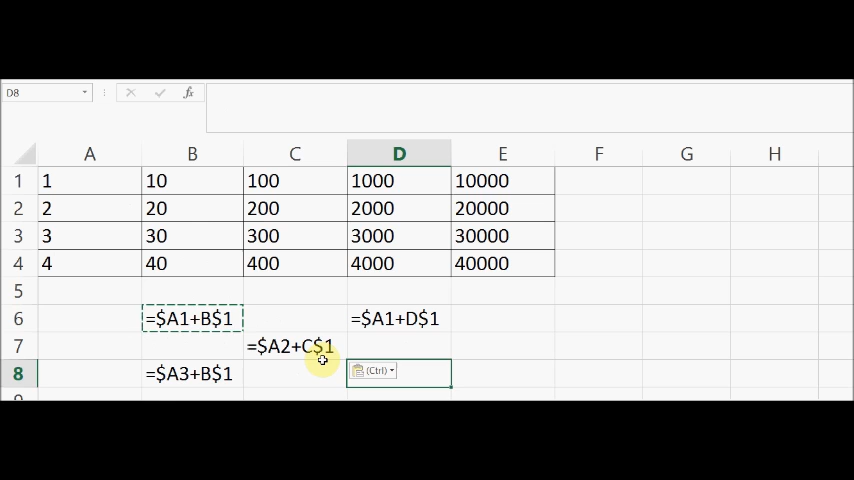 D8 fx
A B C D E F G H
1 1 10 100 1000 10000
2 2 20 200 2000 20000
3 3 30 300 3000 30000
4 4 40 400 4000 40000
5
6 =$A1+B$1 =$A1+D$1
7 =$A2+C$1
8 =$A3+B$1 (Ctrl)
9